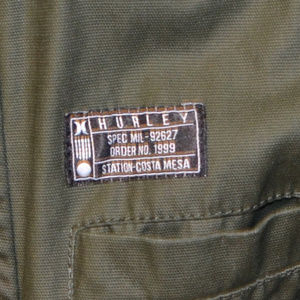 HURLEY
SPEC MIL-92627
ORDER NO. 1999
STATION-COSTA MESA